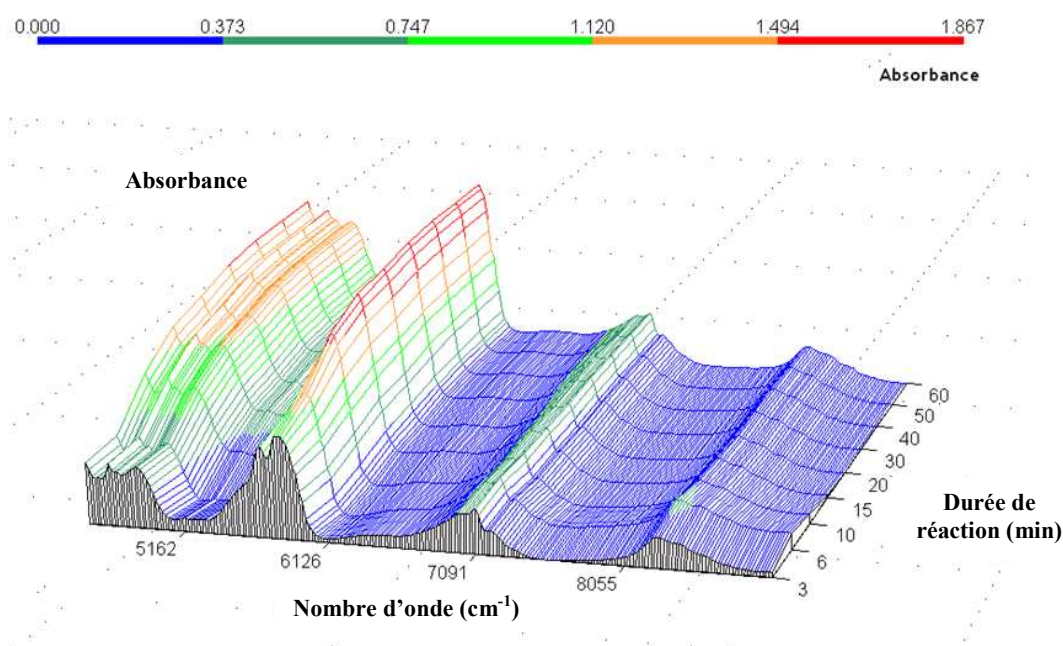 0.000 0.373 0.747 1.120 1.494 1.867
Absorbance
Absorbance
60
50
40
30
20
15
10
6
3
Durée de
réaction (min)
5162
6126
7091
8055
Nombre d’onde (cm-1)